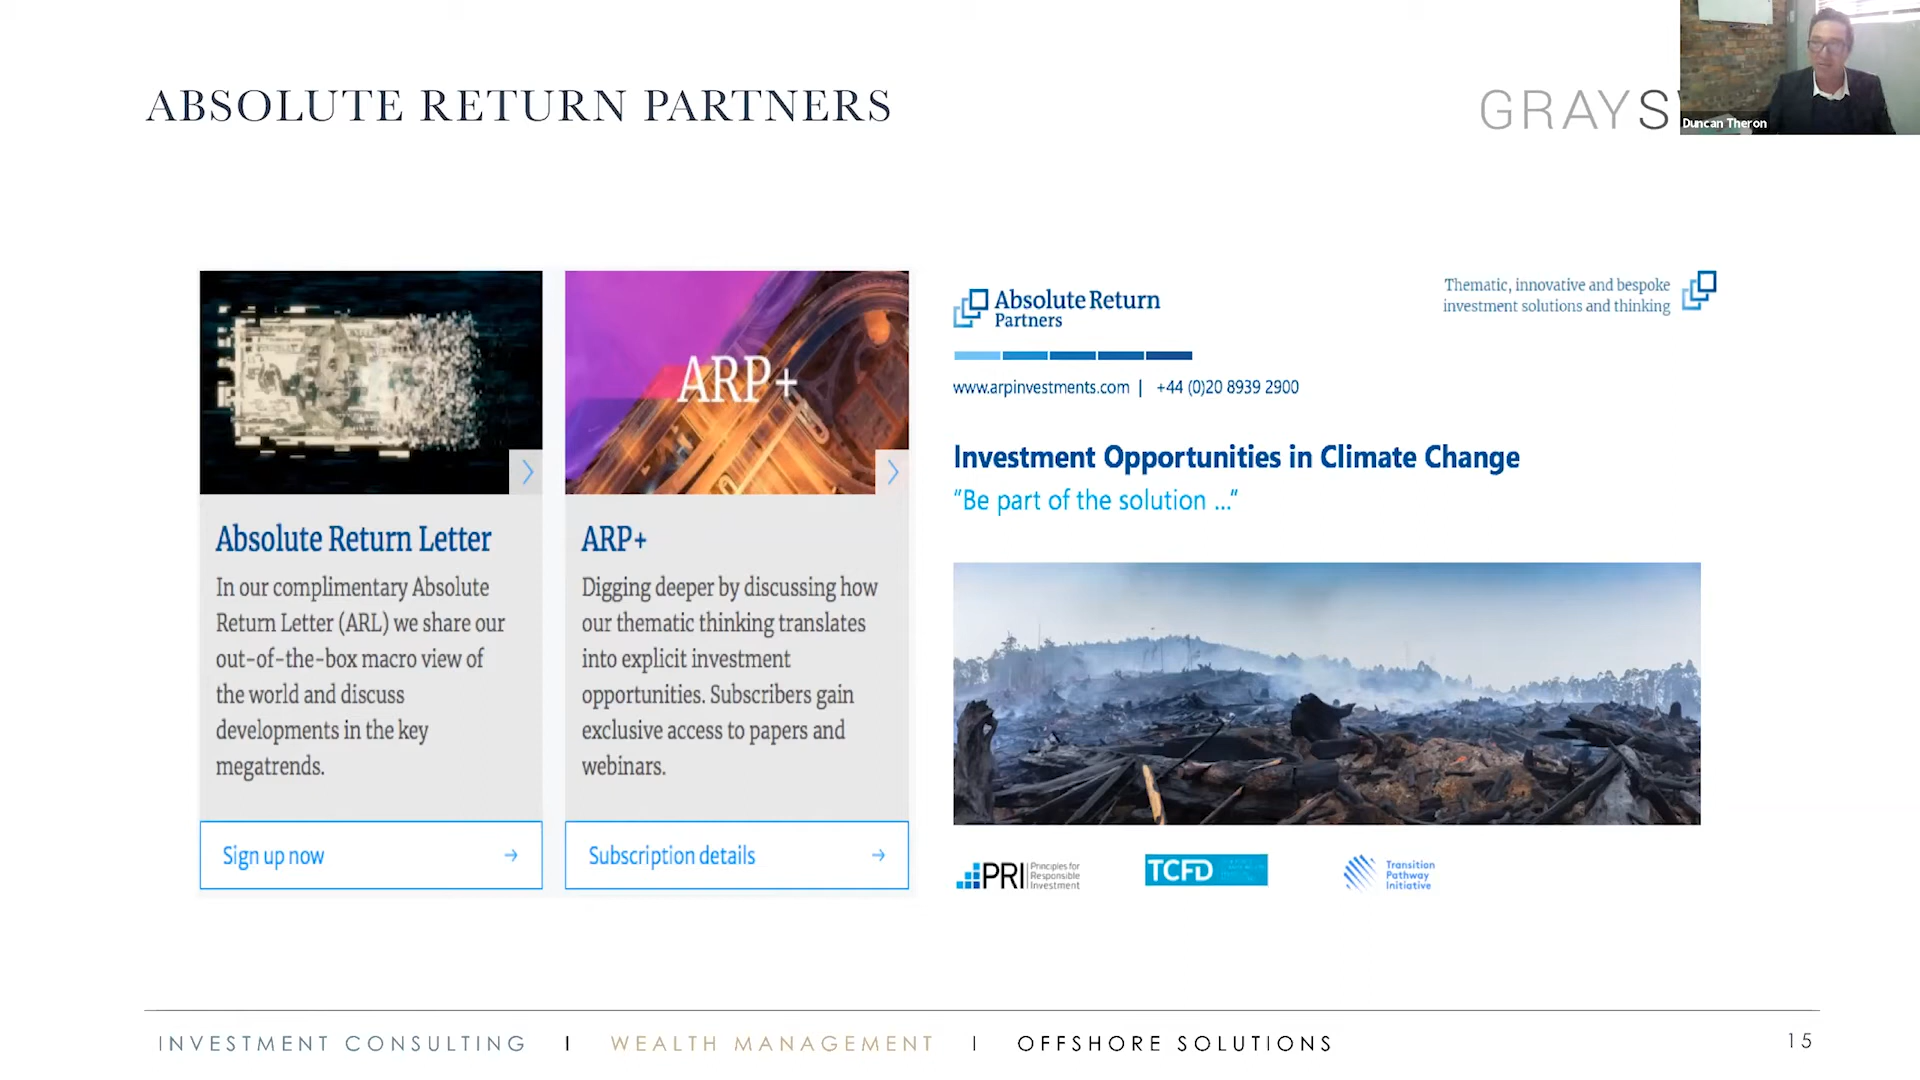 ABSOLUTE RETURN PARTNERS
GRAYS
Duncan Theron
ARP+
Absolute Return Letter
In our complimentary Absolute
Return Letter (ARL) we share our
out-of-the-box macro view of
the world and discuss
developments in the key
megatrends.
Sign up now
ARP+
Digging deeper by discussing how
our thematic thinking translates
into explicit investment
opportunities. Subscribers gain
exclusive access to papers and
webinars.
Subscription details
Absolute Return
Partners
Thematic, innovative and bespoke
investment solutions and thinking
www.arpinvestments.com | +44 (0)20 8939 2900
Investment Opportunities in Climate Change
“Be part of the solution ...“
PRI Principles for
Responsible
Investment
TCFD
Transition
Pathway
Initiative
INVESTMENT CONSULTING I WEALTH MANAGEMENT I OFFSHORE SOLUTIONS
15